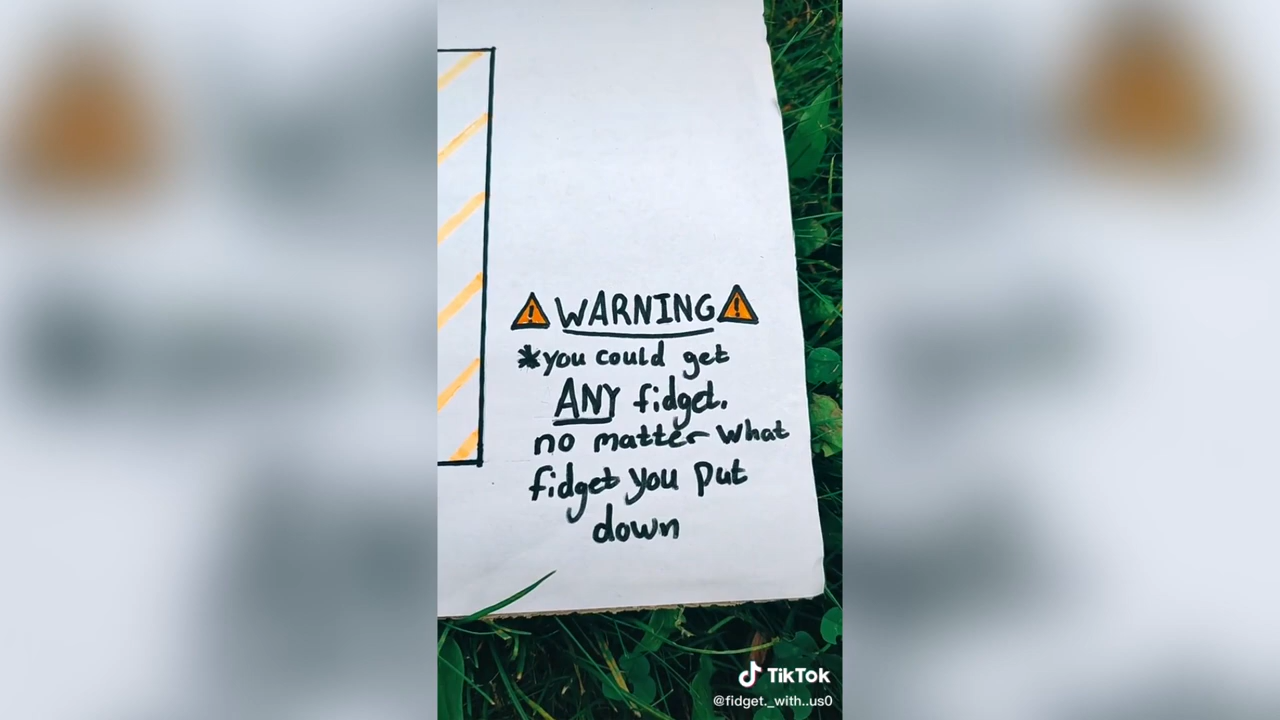 ⚠WARNING⚠
*you could get
ANY fidget.
no matter what
fidget you put
down
TikTok
@fidget._with..us0